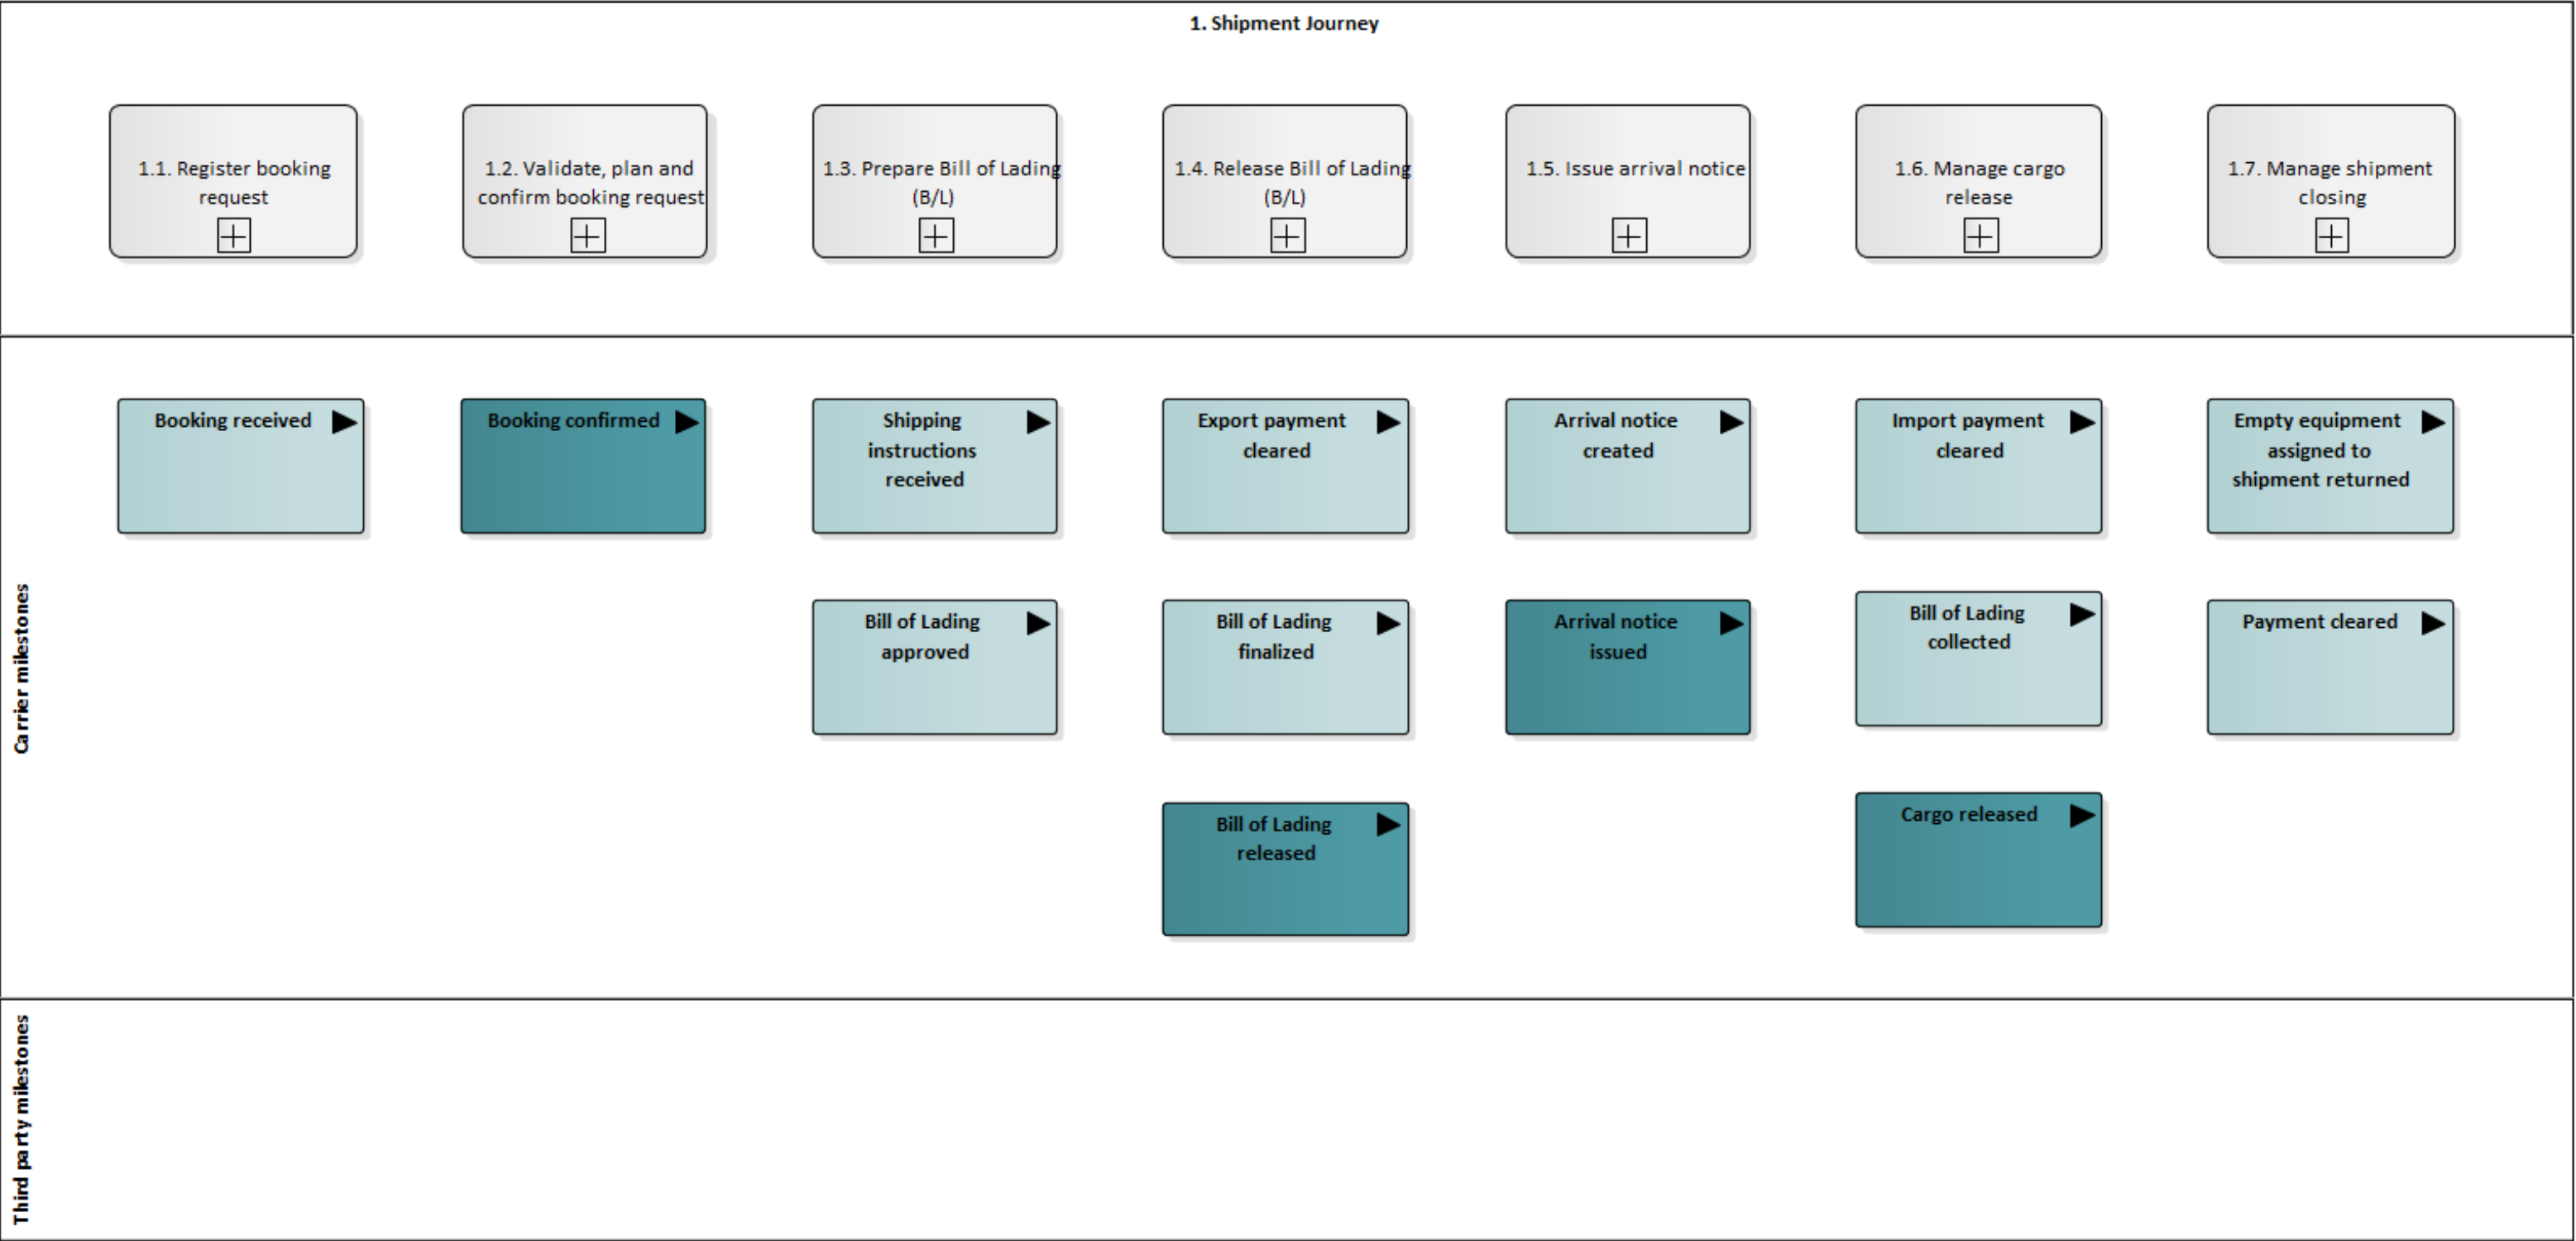 1. Shipment Journey
1.1. Register booking
request
1.2. Validate, plan and
confirm booking request
1.3. Prepare Bill of Lading
(B/L)
1.4. Release Bill of Lading
(B/L)
1.5. Issue arrival notice
1.6. Manage cargo
release
1.7. Manage shipment
closing
Carrier milestones
Booking received
Booking confirmed
Shipping
instructions
received
Export payment
cleared
Arrival notice
created
Import payment
cleared
Empty equipment
assigned to
shipment returned
Bill of Lading
approved
Bill of Lading
finalized
Arrival notice
issued
Bill of Lading
collected
Payment cleared
Bill of Lading
released
Cargo released
Third party milestones